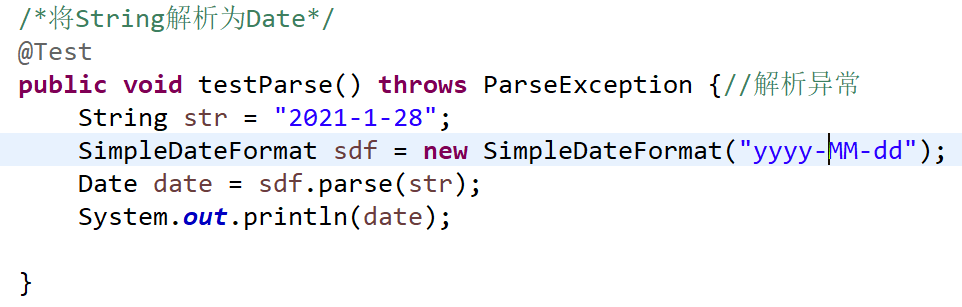 /*将String解析为Date*/
@Test
public void testParse() throws ParseException {//解析异常
String str = "2021-1-28";
SimpleDateFormat sdf = new SimpleDateFormat("yyyy-MM-dd");
Date date = sdf.parse(str);
System.out.println(date);
}